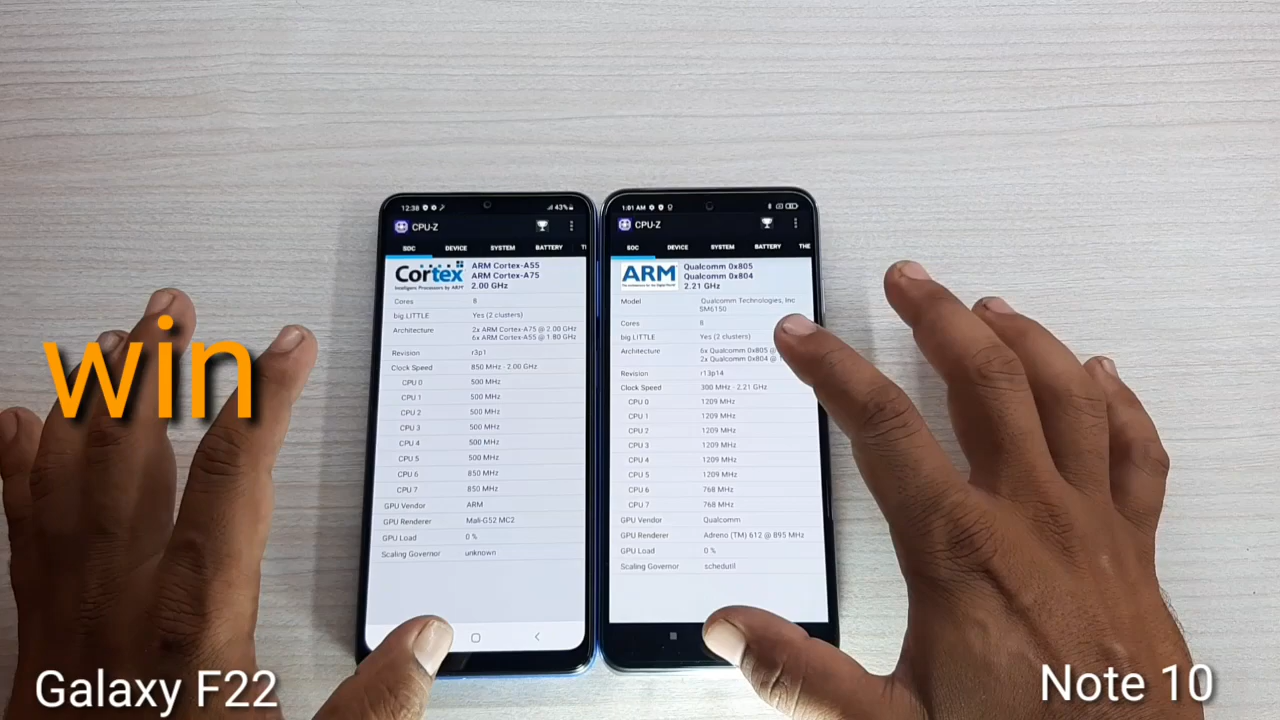 12:38
43%
CPU-Z
SOC DEVICE SYSTEM BATTERY
Cortex
Intelligent Processors by ARM
ARM Cortex-A55
ARM Cortex-A75
2.00 GHz
Cores 8
big.LITTLE Yes (2 clusters)
Architecture 2x ARM Cortex-A75 @ 2.00 GHz
6x ARM Cortex-A55 @ 1.80 GHz
Revision r3p1
Clock Speed 850 MHz - 2.00 GHz
CPU 0 500 MHz
CPU 1 500 MHz
CPU 2 500 MHz
CPU 3 500 MHz
CPU 4 500 MHz
CPU 5 500 MHz
CPU 6 850 MHz
CPU 7 850 MHz
GPU Vendor ARM
GPU Renderer Mali-G52 MC2
GPU Load 0 %
Scaling Governor unknown
1:01 AM
CPU-Z
SOC DEVICE SYSTEM BATTERY THE
ARM
Qualcomm 0x805
Qualcomm 0x804
2.21 GHz
Model Qualcomm Technologies, Inc
SM6150
Cores 8
big.LITTLE Yes (2 clusters)
Architecture 6x Qualcomm 0x805 @
2x Qualcomm 0x804 @
Revision r13p14
Clock Speed 300 MHz - 2.21 GHz
CPU 0 1209 MHz
CPU 1 1209 MHz
CPU 2 1209 MHz
CPU 3 1209 MHz
CPU 4 1209 MHz
CPU 5 1209 MHz
CPU 6 768 MHz
CPU 7 768 MHz
GPU Vendor Qualcomm
GPU Renderer Adreno (TM) 612 @ 895 MHz
GPU Load 0 %
Scaling Governor schedutil
win
Galaxy F22
Note 10